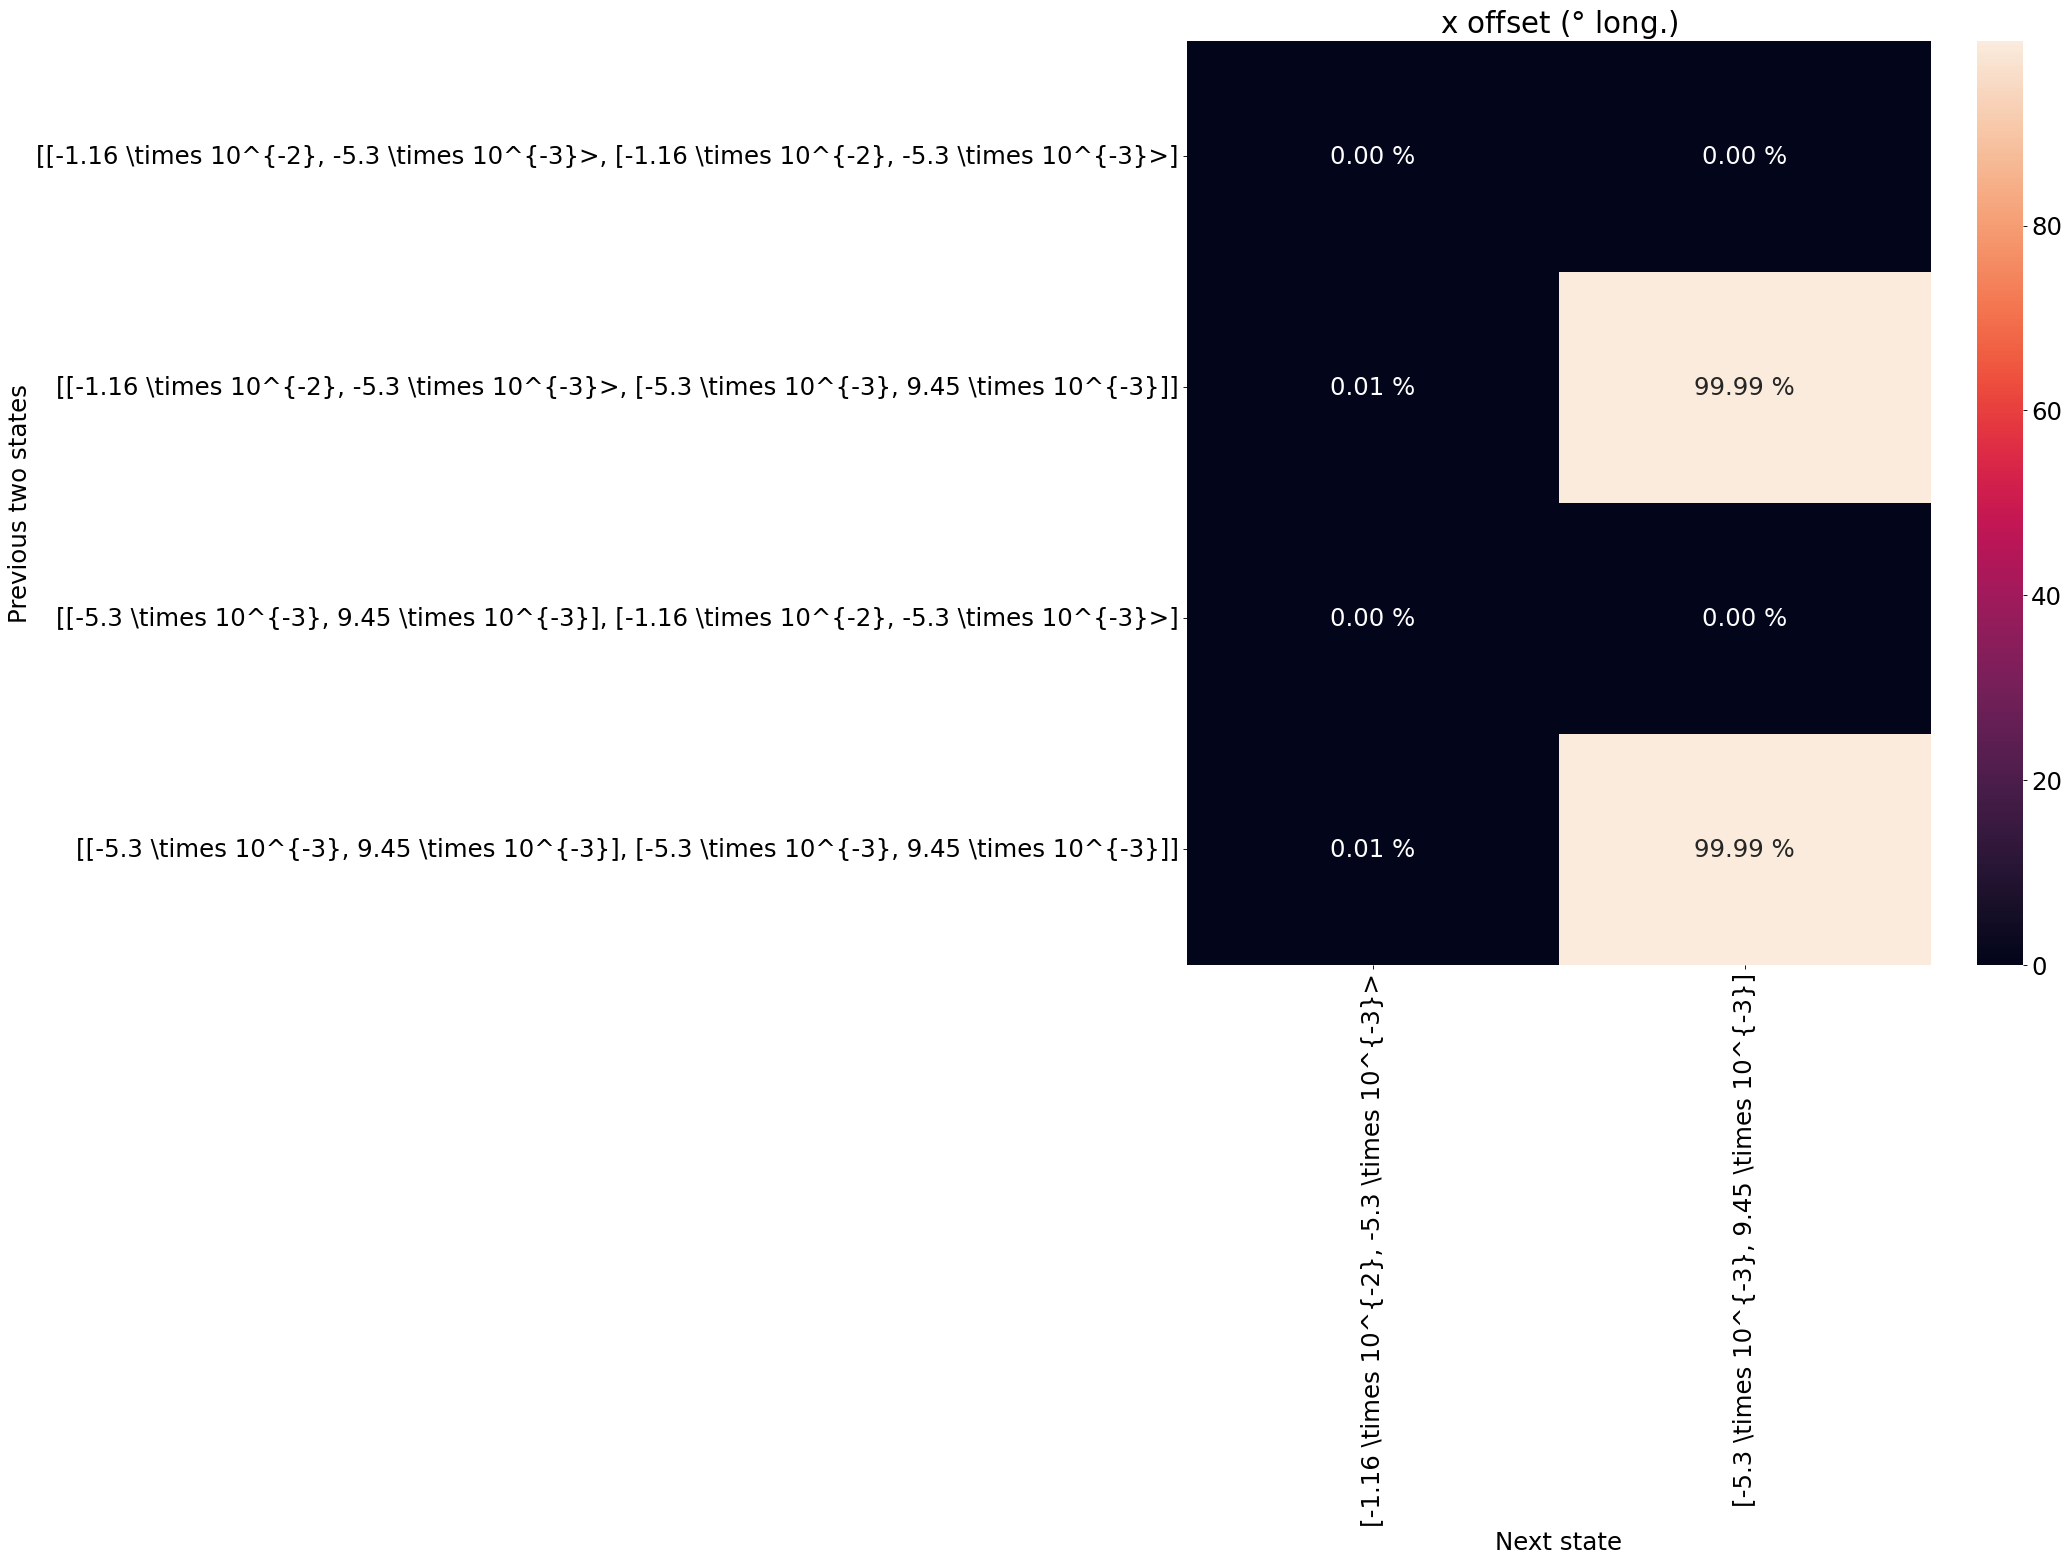 x offset (° long.)
[[-1.16 \times 10^{-2}, -5.3 \times 10^{-3}>, [-1.16 \times 10^{-2}, -5.3 \times 10^{-3}>]
0.00 %
0.00 %
80
[[-1.16 \times 10^{-2}, -5.3 \times 10^{-3}>, [-5.3 \times 10^{-3}, 9.45 \times 10^{-3}]]
0.01 %
99.99 %
60
Previous two states
[[-5.3 \times 10^{-3}, 9.45 \times 10^{-3}], [-1.16 \times 10^{-2}, -5.3 \times 10^{-3}>]
0.00 %
0.00 %
40
20
[[-5.3 \times 10^{-3}, 9.45 \times 10^{-3}], [-5.3 \times 10^{-3}, 9.45 \times 10^{-3}]]
0.01 %
99.99 %
0
[-1.16 \times 10^{-2}, -5.3 \times 10^{-3}>
[-5.3 \times 10^{-3}, 9.45 \times 10^{-3}]
Next state